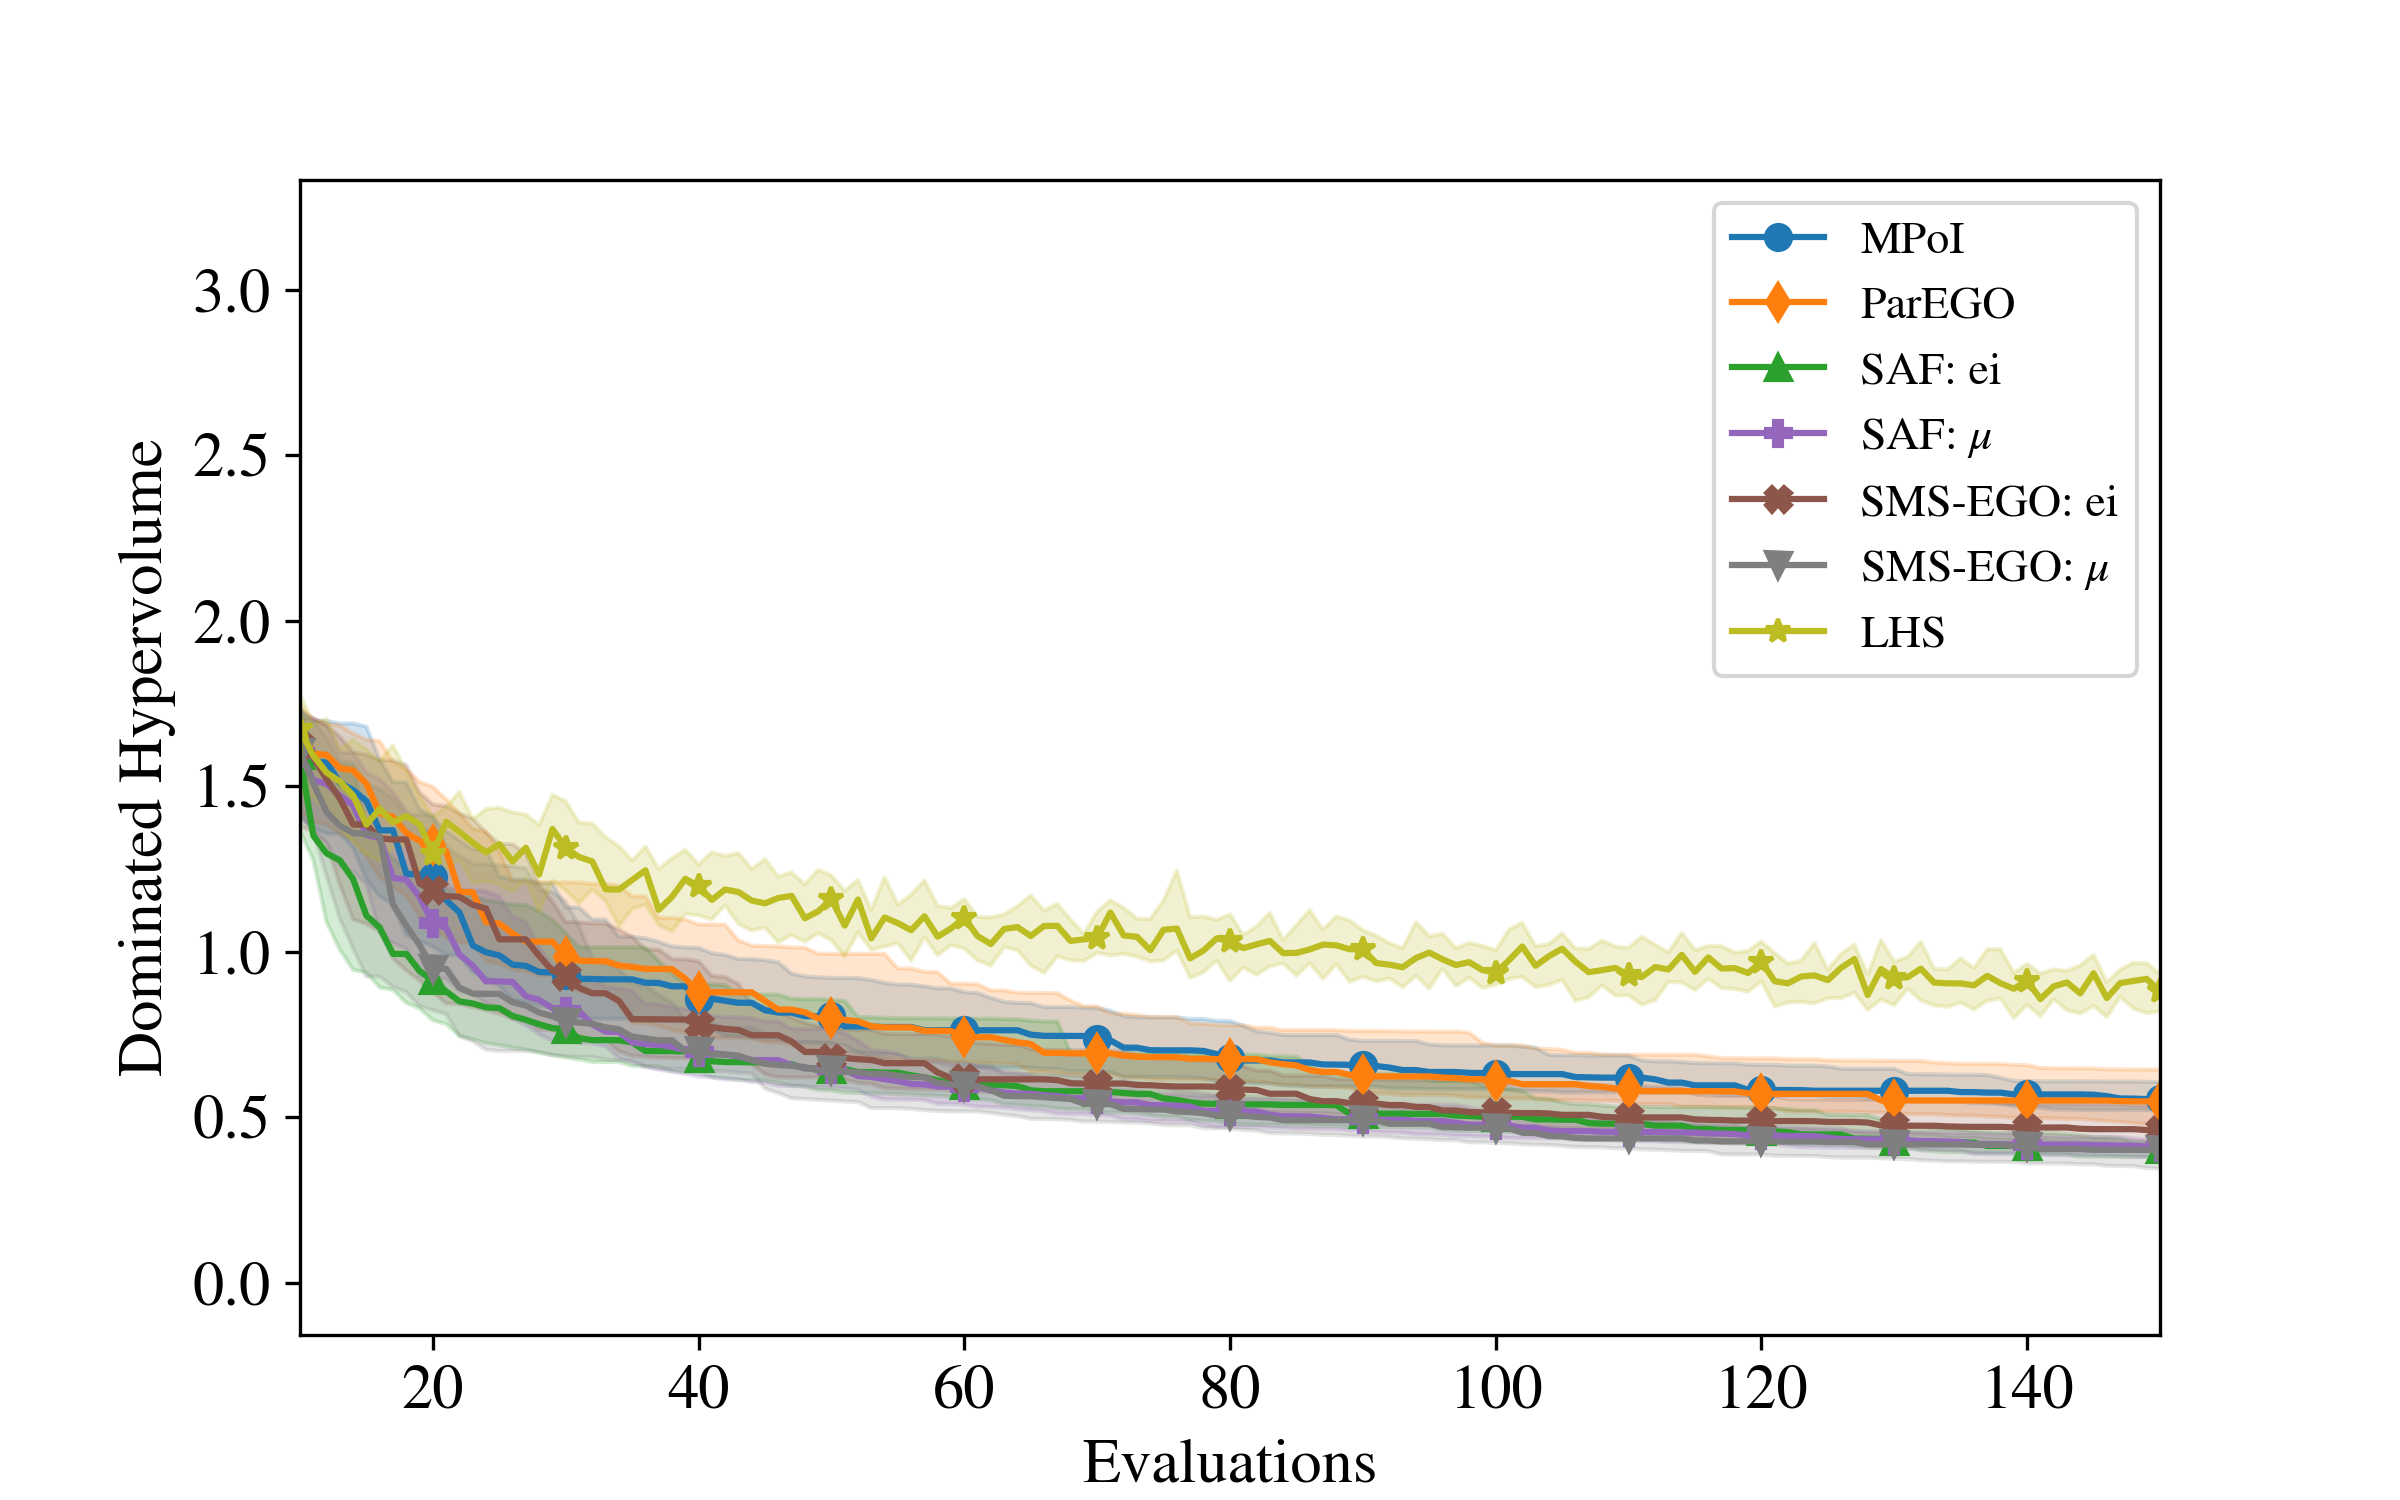 MPoI
ParEGO
SAF: ei
SAF: μ
SMS-EGO: ei
SMS-EGO: μ
LHS
Dominated Hypervolume
3.0
2.5
2.0
1.5
1.0
0.5
0.0
20 40 60 80 100 120 140
Evaluations